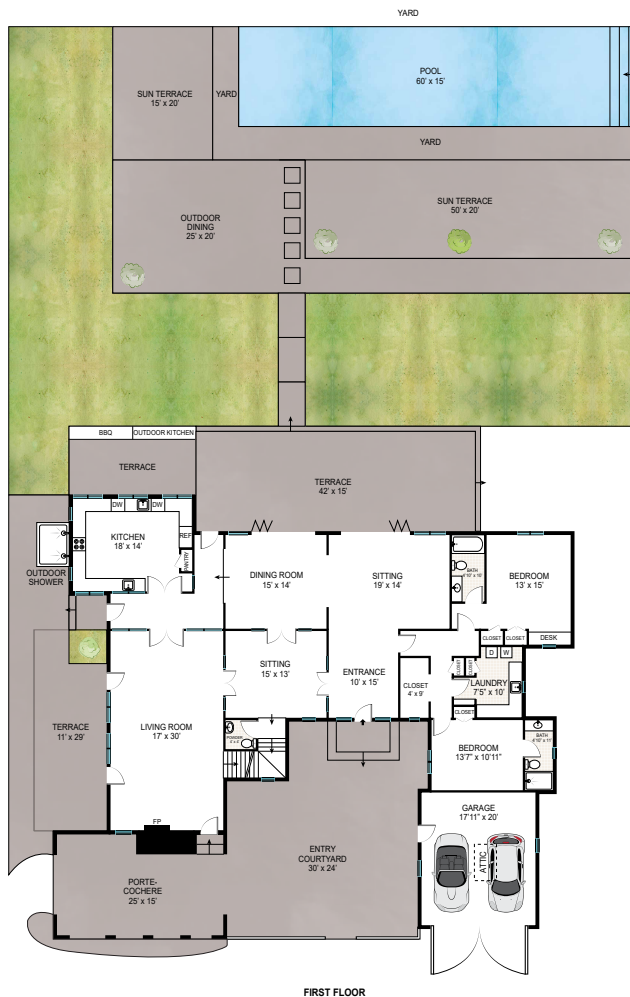 YARD
POOL
60' x 15'
SUN TERRACE
15' x 20'
YARD
YARD
SUN TERRACE
50' x 20'
OUTDOOR
DINING
25' x 20'
BBQ
OUTDOOR KITCHEN
TERRACE
TERRACE
42' x 15'
DW
DW
KITCHEN
18' x 14'
REF
PANTRY
OUTDOOR
SHOWER
DINING ROOM
15' x 14'
SITTING
19' x 14'
BATH
BEDROOM
13' x 15'
CLOSET
CLOSET
DESK
D
W
SITTING
15' x 13'
ENTRANCE
10' x 15'
CLOSET
4' x 9'
CLOSET
CLOSET
LAUNDRY
7'5" x 10'
CLOSET
TERRACE
11' x 29'
LIVING ROOM
17' x 30'
POWDER
BATH
BEDROOM
13'7" x 10'11"
GARAGE
17'11" x 20'
FP
ENTRY
COURTYARD
30' x 24'
ATTIC
PORTE-
COCHERE
25' x 15'
FIRST FLOOR